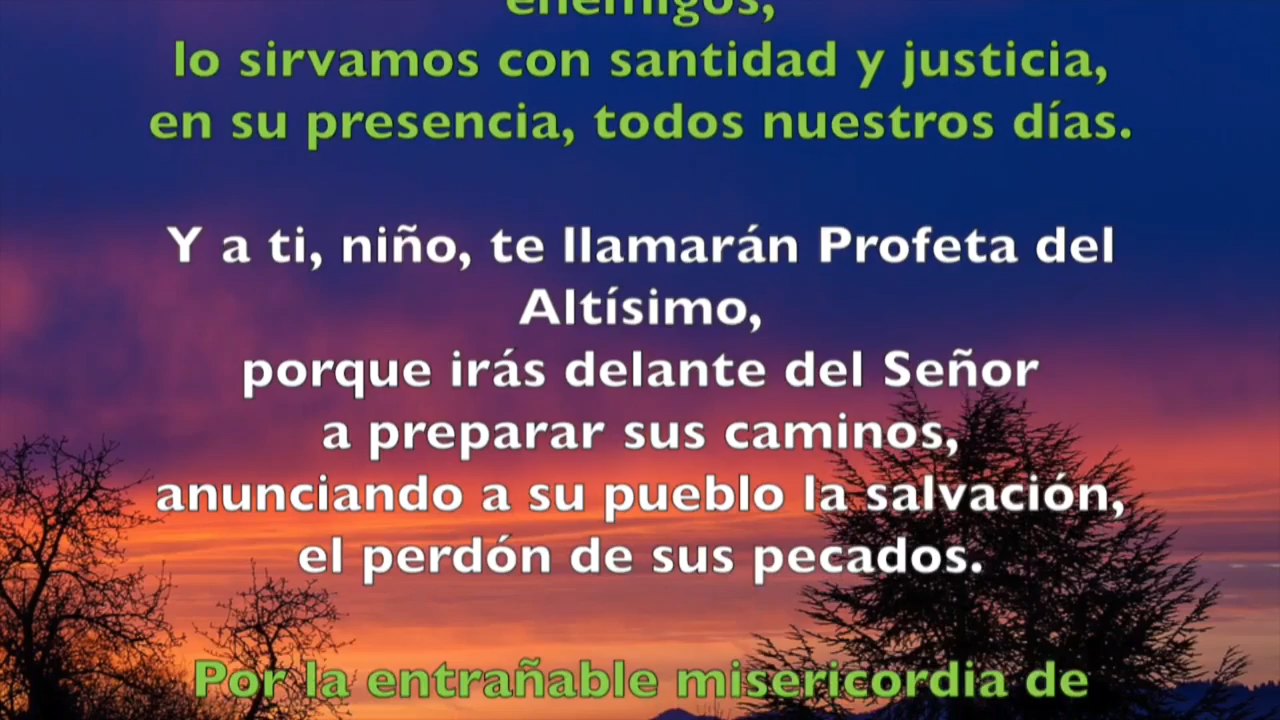 enemigos,
lo sirvamos con santidad y justicia,
en su presencia, todos nuestros días.
Y a ti, niño, te llamarán Profeta del
Altísimo,
porque irás delante del Señor
a preparar sus caminos,
anunciando a su pueblo la salvación,
el perdón de sus pecados.
Por la entrañable misericordia de